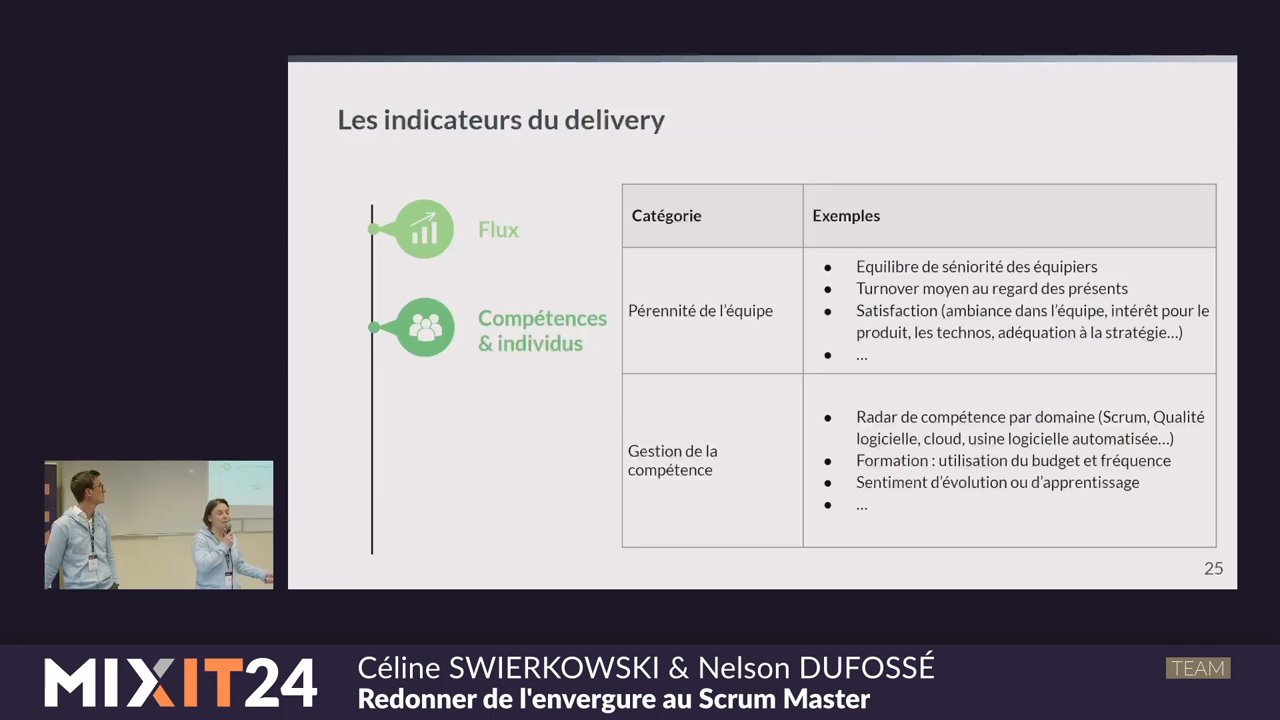 Les indicateurs du delivery
Flux
Compétences
& individus
Catégorie
Exemples
Pérennité de l'équipe
● Equilibre de séniorité des équipiers
● Turnover moyen au regard des présents
● Satisfaction (ambiance dans l'équipe, intérêt pour le
produit, les technos, adéquation à la stratégie...)
● ...
Gestion de la
compétence
● Radar de compétence par domaine (Scrum, Qualité
logicielle, cloud, usine logicielle automatisée...)
● Formation : utilisation du budget et fréquence
● Sentiment d'évolution ou d'apprentissage
● ...
25
MIXIT24
Céline SWIERKOWSKI & Nelson DUFOSSÉ
Redonner de l'envergure au Scrum Master
TEAM